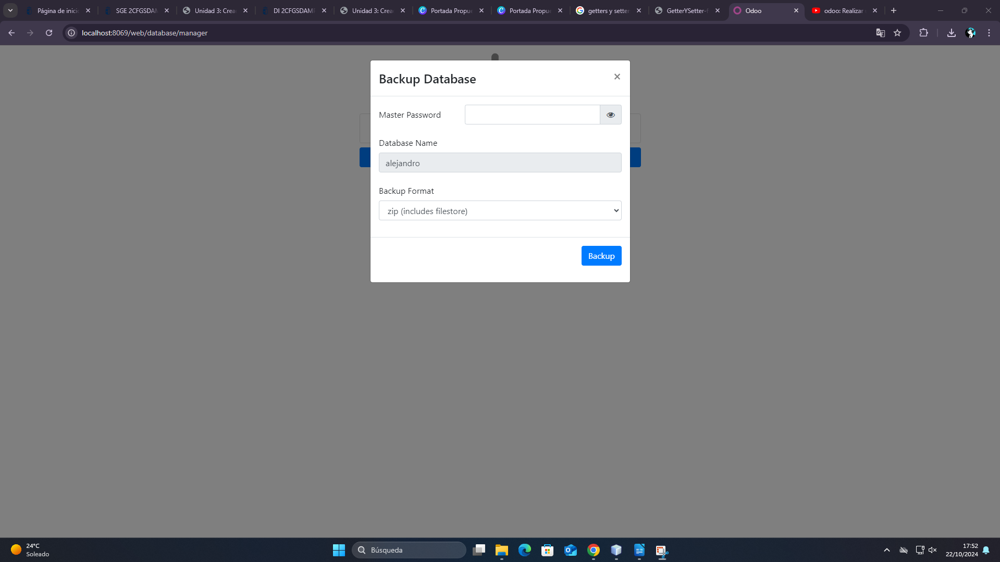 Página de inici
SGE 2CFGSDAM
Unidad 3: Crea
DI 2CFGSDAM
Unidad 3: Crea
Portada Propue
Portada Propue
getters y setter
GetterYSetter-
Odoo
odoo: Realizar
localhost:8069/web/database/manager
Backup Database
Master Password
Database Name
alejandro
Backup Format
zip (includes filestore)
Backup
24°C
Soleado
Búsqueda
17:52
22/10/2024